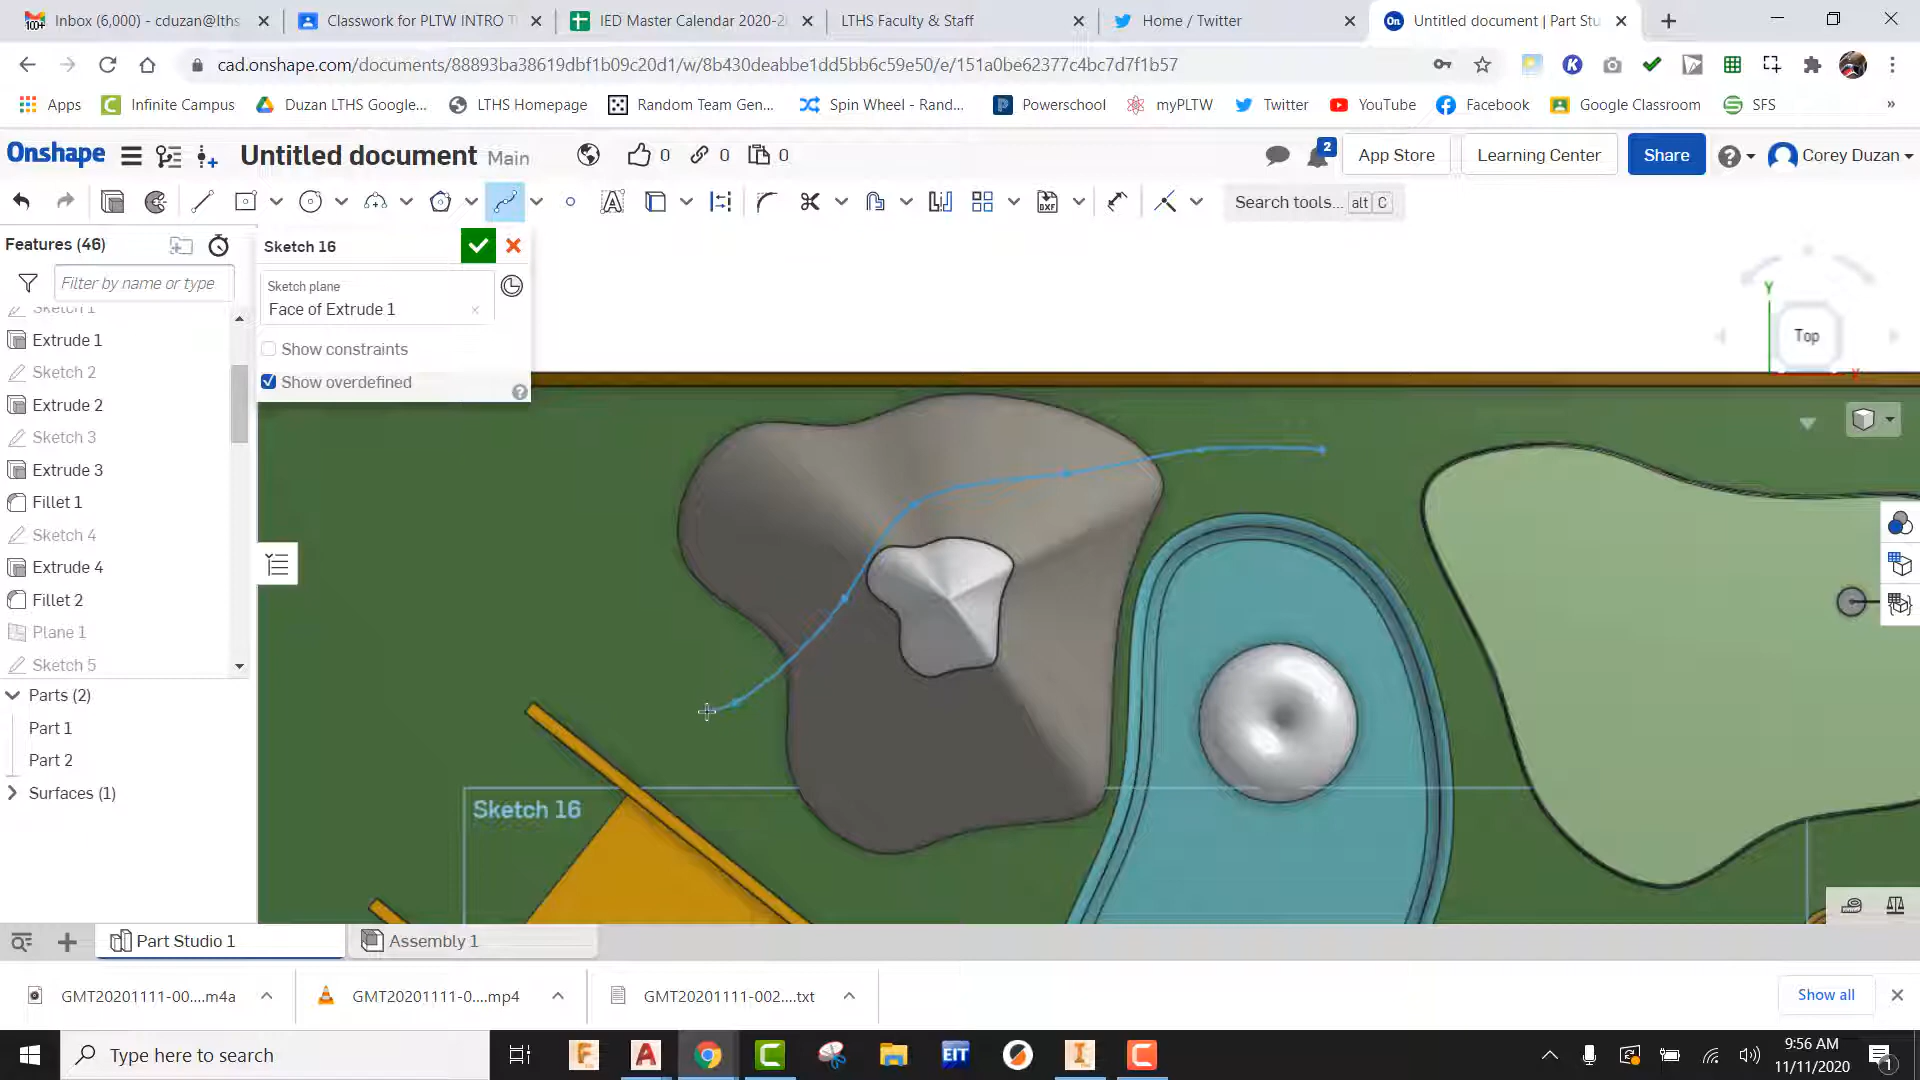 Inbox (6,000) - cduzan@lths
Classwork for PLTW INTRO T
IED Master Calendar 2020-2
LTHS Faculty & Staff
Home / Twitter
On Untitled document | Part Stu
cad.onshape.com/documents/88893ba38619dbf1b09c20d1/w/8b430deabbe1dd5bb6c59e50/e/151a0be62377c4bc7d7f1b57
Apps
Infinite Campus
Duzan LTHS Google...
LTHS Homepage
Random Team Gen...
Spin Wheel - Rand...
Powerschool
myPLTW
Twitter
YouTube
Facebook
Google Classroom
SFS
»
Onshape
Untitled document Main
0
0
0
2
App Store
Learning Center
Share
Corey Duzan
Search tools... alt C
Features (46)
Filter by name or type
Sketch 1
Extrude 1
Sketch 2
Extrude 2
Sketch 3
Extrude 3
Fillet 1
Sketch 4
Extrude 4
Fillet 2
Plane 1
Sketch 5
Parts (2)
Part 1
Part 2
Surfaces (1)
Sketch 16
Sketch plane
Face of Extrude 1
Show constraints
Show overdefined
Y
Top
X
Sketch 16
Part Studio 1
Assembly 1
GMT20201111-00....m4a
GMT20201111-0....mp4
GMT20201111-002....txt
Show all
Type here to search
EIT
9:56 AM
11/11/2020
1